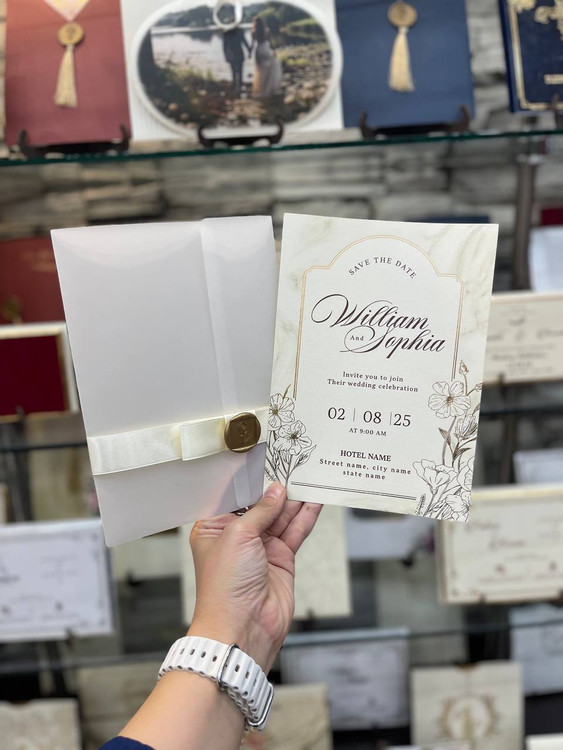 SAVE THE DATE
William
And
Sophia
Invite you to join
Their wedding celebration
02 | 08 | 25
AT 9:00 AM
HOTEL NAME
Street name, city name
state name